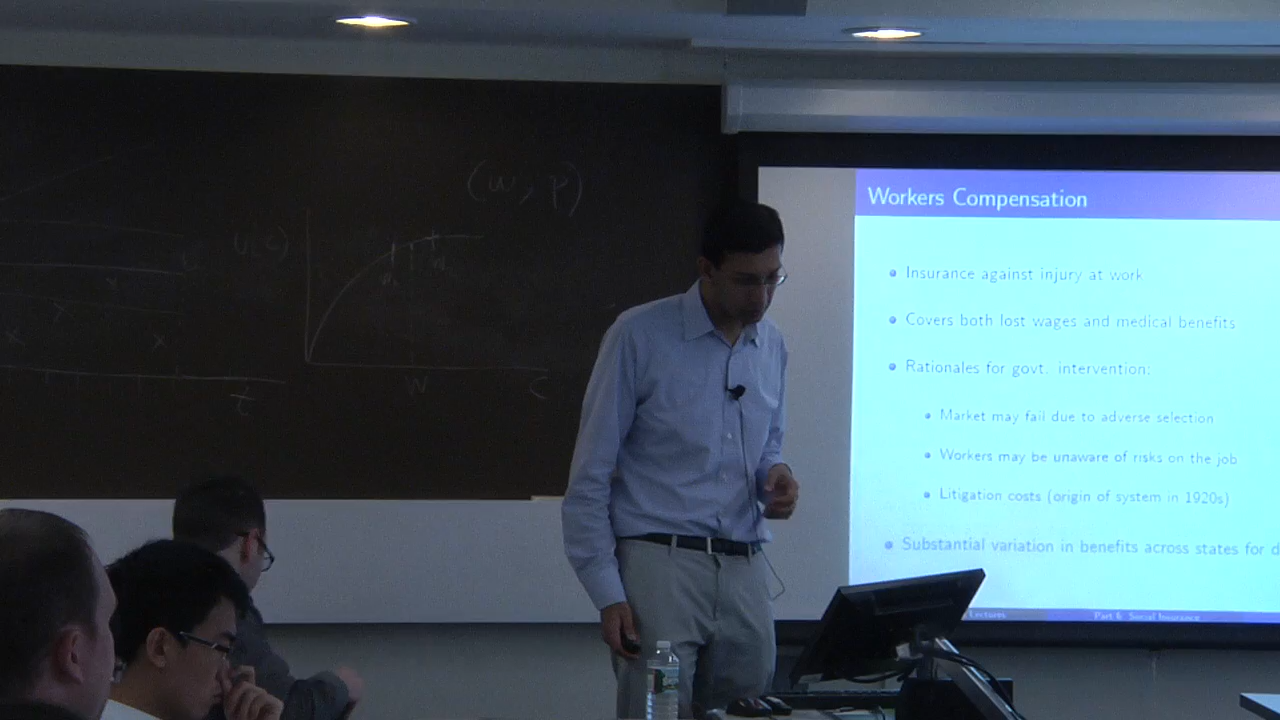 (w, p)
U(C)
x
x
x
x
t
W
C
Workers Compensation
Insurance against injury at work
Covers both lost wages and medical benefits
Rationales for govt. intervention:
Market may fail due to adverse selection
Workers may be unaware of risks on the job
Litigation costs (origin of system in 1920s)
Substantial variation in benefits across states for d
Lectures
Part 6: Social Insurance